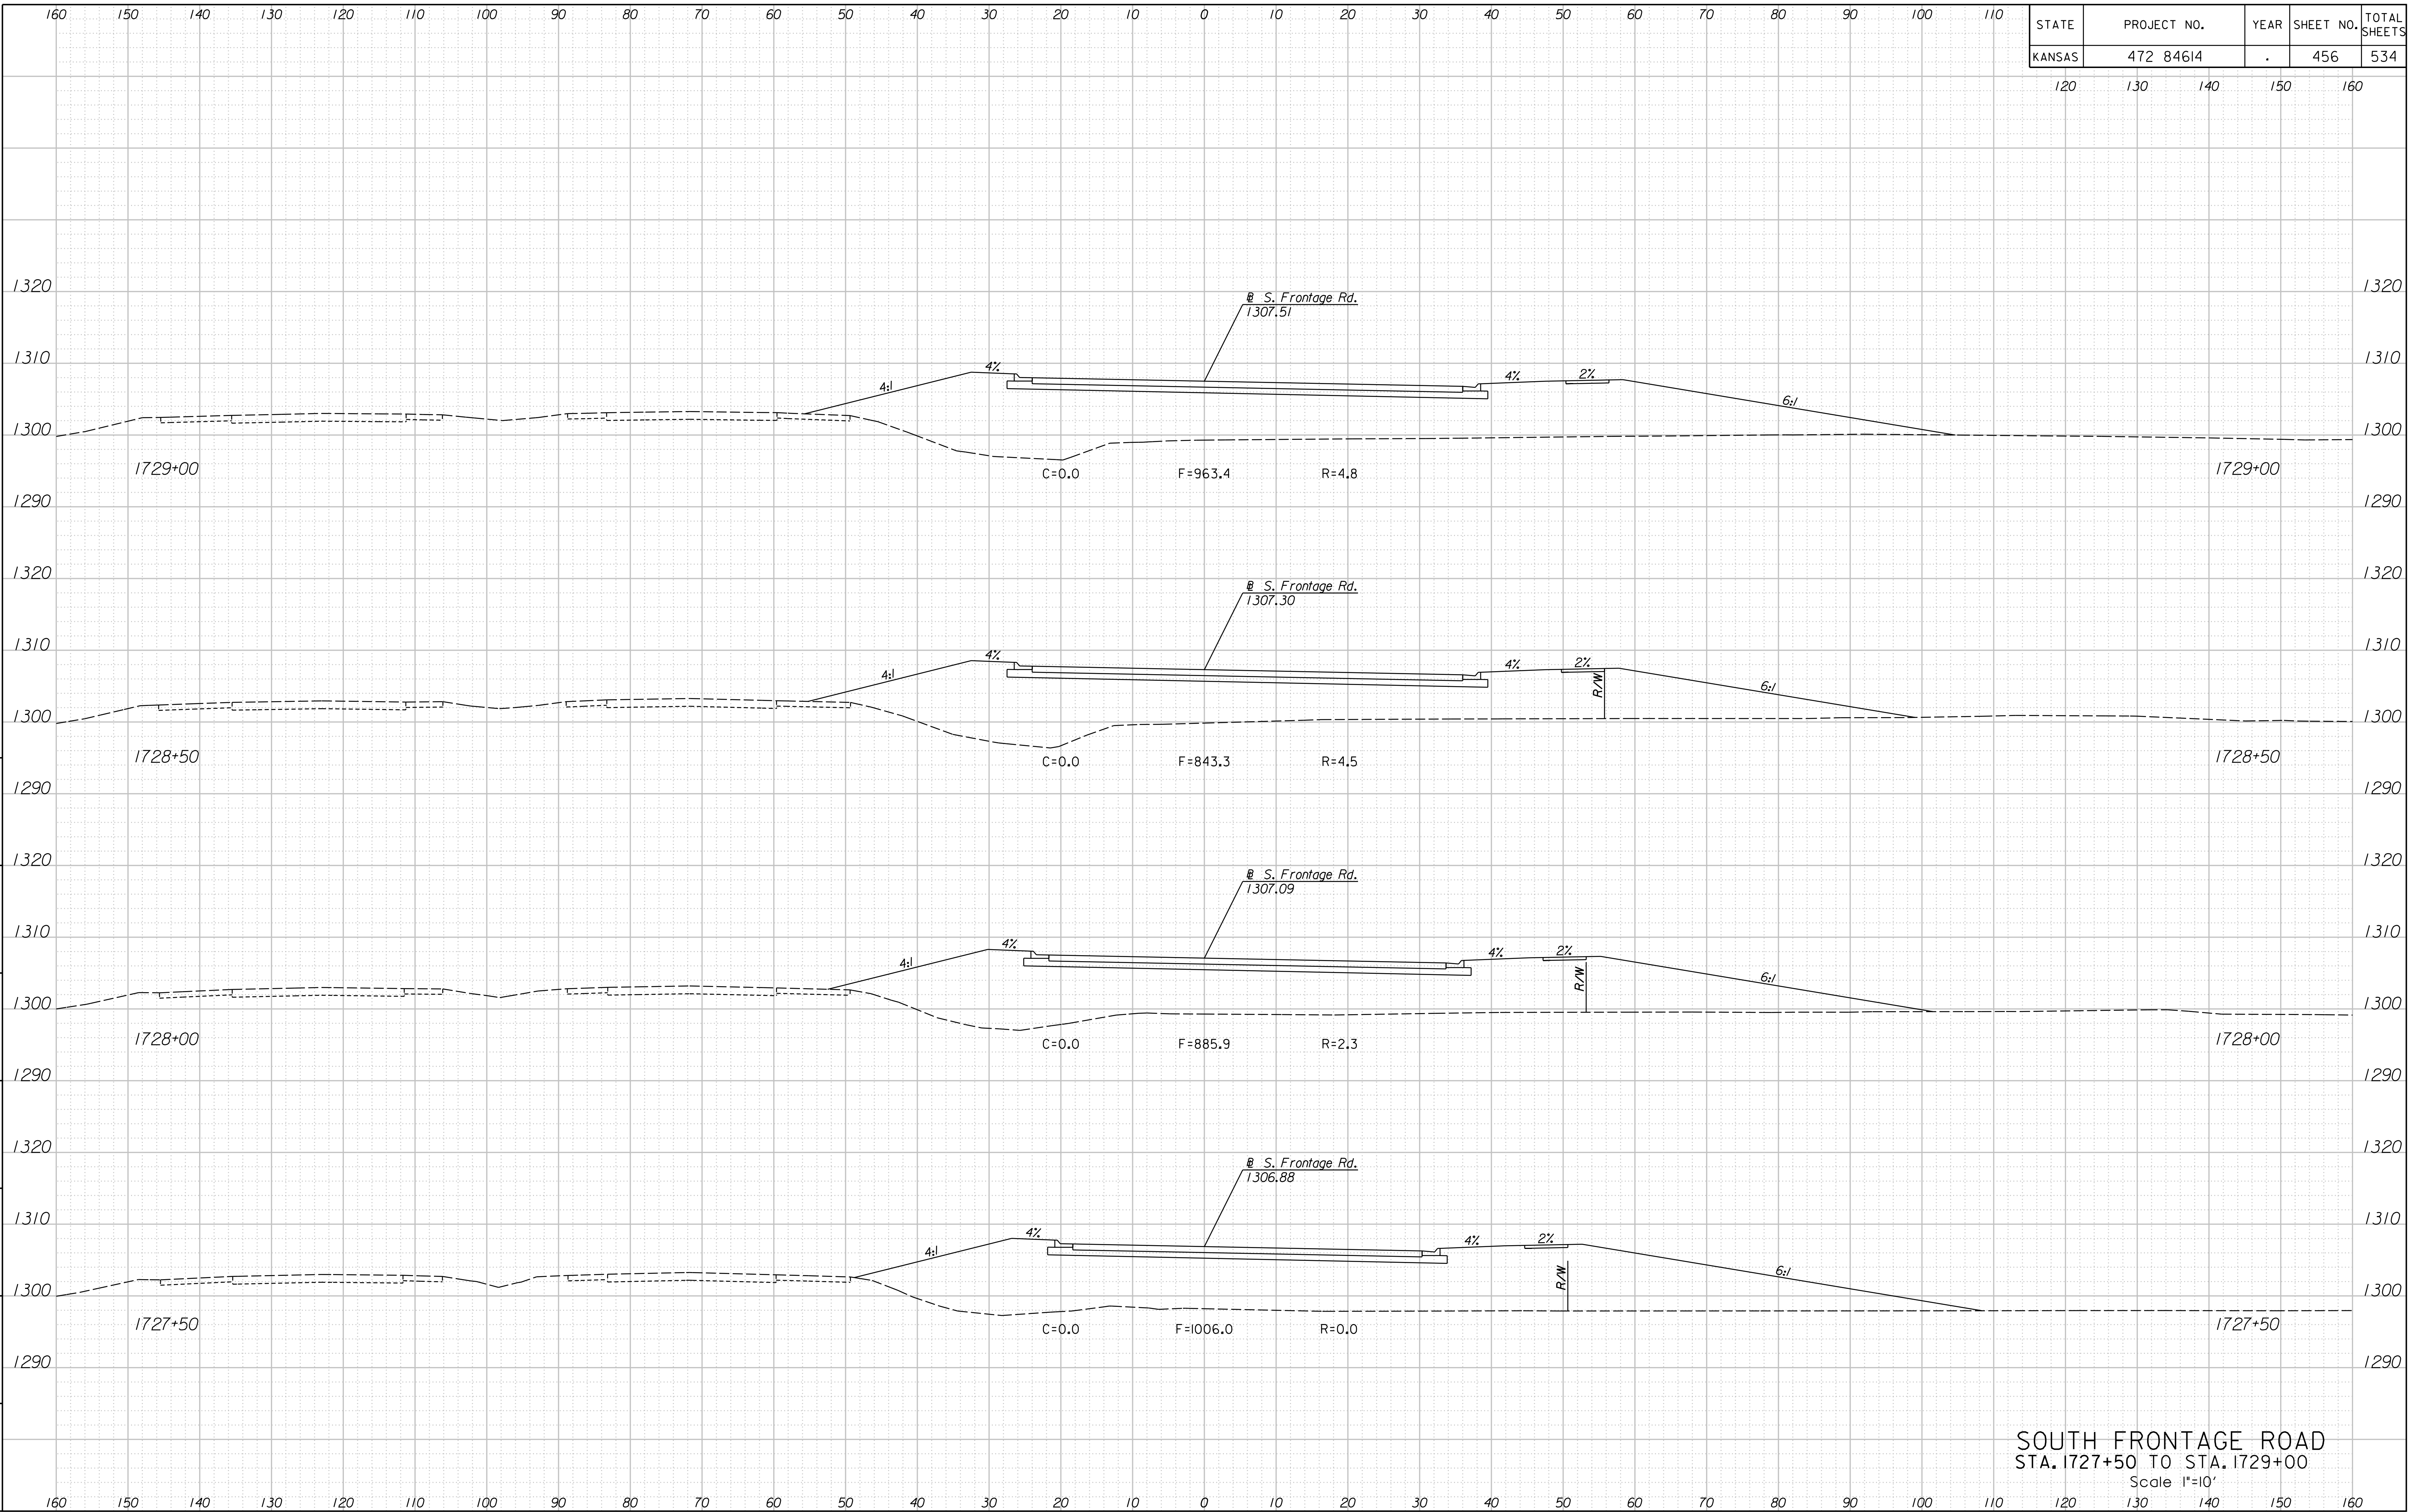 160 150 140 130 120 110 100 90 80 70 60 50 40 30 20 10 0 10 20 30 40 50 60 70 80 90 100 110
STATE PROJECT NO. YEAR SHEET NO. TOTAL SHEETS
KANSAS 472 84614 . 456 534
120 130 140 150 160
1320 1320
S. Frontage Rd.
1307.51
1310 1310
4:1 4% 4% 2% 6:1
1300 1300
1729+00 C=0.0 F=963.4 R=4.8 1729+00
1290 1290
1320 1320
S. Frontage Rd.
1307.30
1310 1310
4:1 4% 4% 2% R/W 6:1
1300 1300
1728+50 C=0.0 F=843.3 R=4.5 1728+50
1290 1290
1320 1320
S. Frontage Rd.
1307.09
1310 1310
4:1 4% 4% 2% R/W 6:1
1300 1300
1728+00 C=0.0 F=885.9 R=2.3 1728+00
1290 1290
1320 1320
S. Frontage Rd.
1306.88
1310 1310
4:1 4% 4% 2% R/W 6:1
1300 1300
1727+50 C=0.0 F=1006.0 R=0.0 1727+50
1290 1290
SOUTH FRONTAGE ROAD
STA. 1727+50 TO STA. 1729+00
Scale 1"=10'
160 150 140 130 120 110 100 90 80 70 60 50 40 30 20 10 0 10 20 30 40 50 60 70 80 90 100 110 120 130 140 150 160